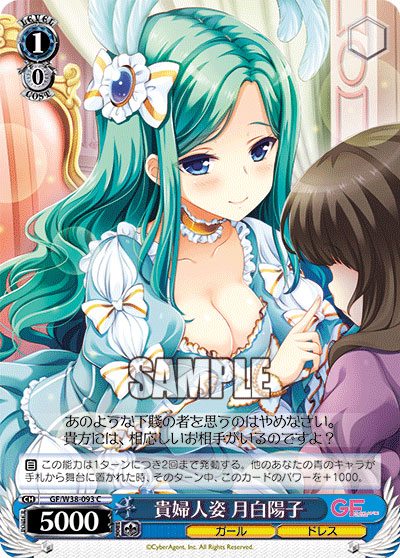 LEVEL
1
0
COST
SAMPLE
あのような下賤の者を思うのはやめなさい。
貴方には、相応しいお相手がいるのですよ?
自 この能力は1ターンにつき2回まで発動する。他のあなたの青のキャラが
手札から舞台に置かれた時、そのターン中、このカードのパワーを+1000。
CH GF/W38-093 C
5000
貴婦人姿 月白陽子
GF
ガール
ドレス
©CyberAgent, Inc. All Rights Reserved.